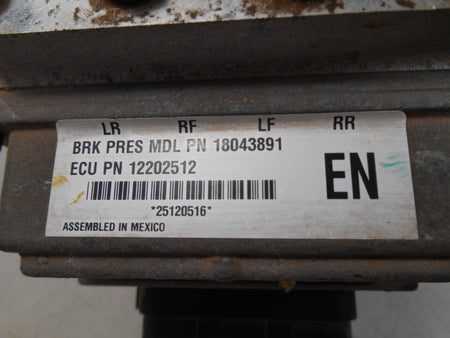 LR RF LF RR
BRK PRES MDL PN 18043891
ECU PN 12202512
EN
*25120516*
ASSEMBLED IN MEXICO